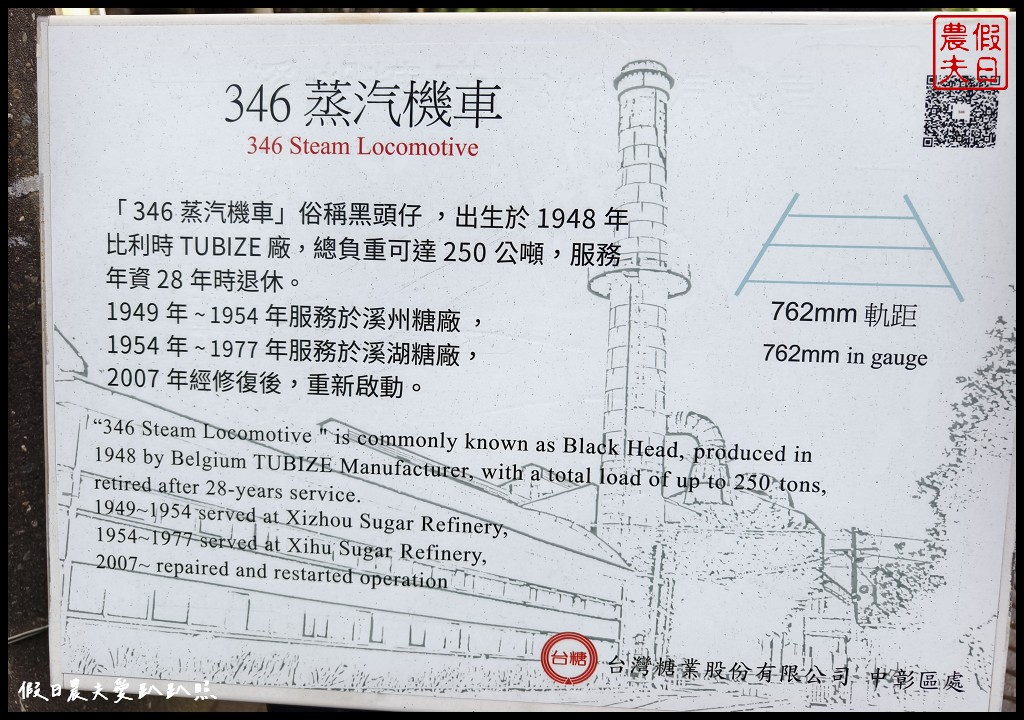 假日
農夫
346 蒸汽機車
346 Steam Locomotive
「 346 蒸汽機車」俗稱黑頭仔 ，出生於 1948 年
比利時 TUBIZE 廠，總負重可達 250 公噸，服務
年資 28 年時退休。
1949 年 ~ 1954 年服務於溪州糖廠 ，
1954 年 ~ 1977 年服務於溪湖糖廠，
2007 年經修復後，重新啟動。
762mm 軌距
762mm in gauge
“346 Steam Locomotive " is commonly known as Black Head, produced in
1948 by Belgium TUBIZE Manufacturer, with a total load of up to 250 tons,
retired after 28-years service.
1949~1954 served at Xizhou Sugar Refinery,
1954~1977 served at Xihu Sugar Refinery,
2007~ repaired and restarted operation
台糖 台灣糖業股份有限公司 中彰區處
假日農夫愛趴趴照